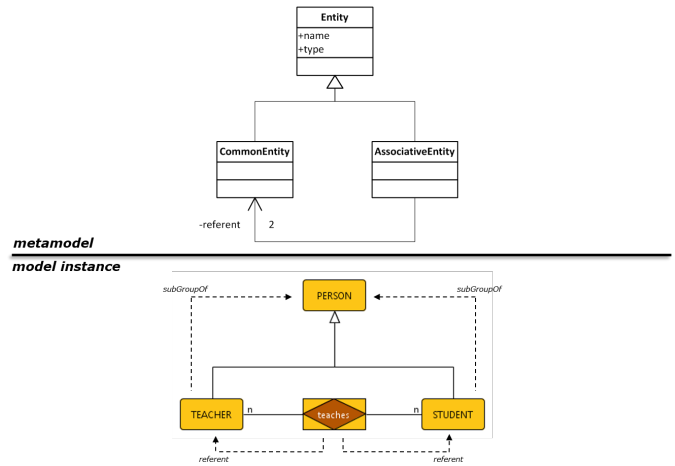 Entity
+name
+type
CommonEntity
AssociativeEntity
-referent 2
metamodel
model instance
subGroupOf
PERSON
subGroupOf
TEACHER
n
teaches
n
STUDENT
referent
referent